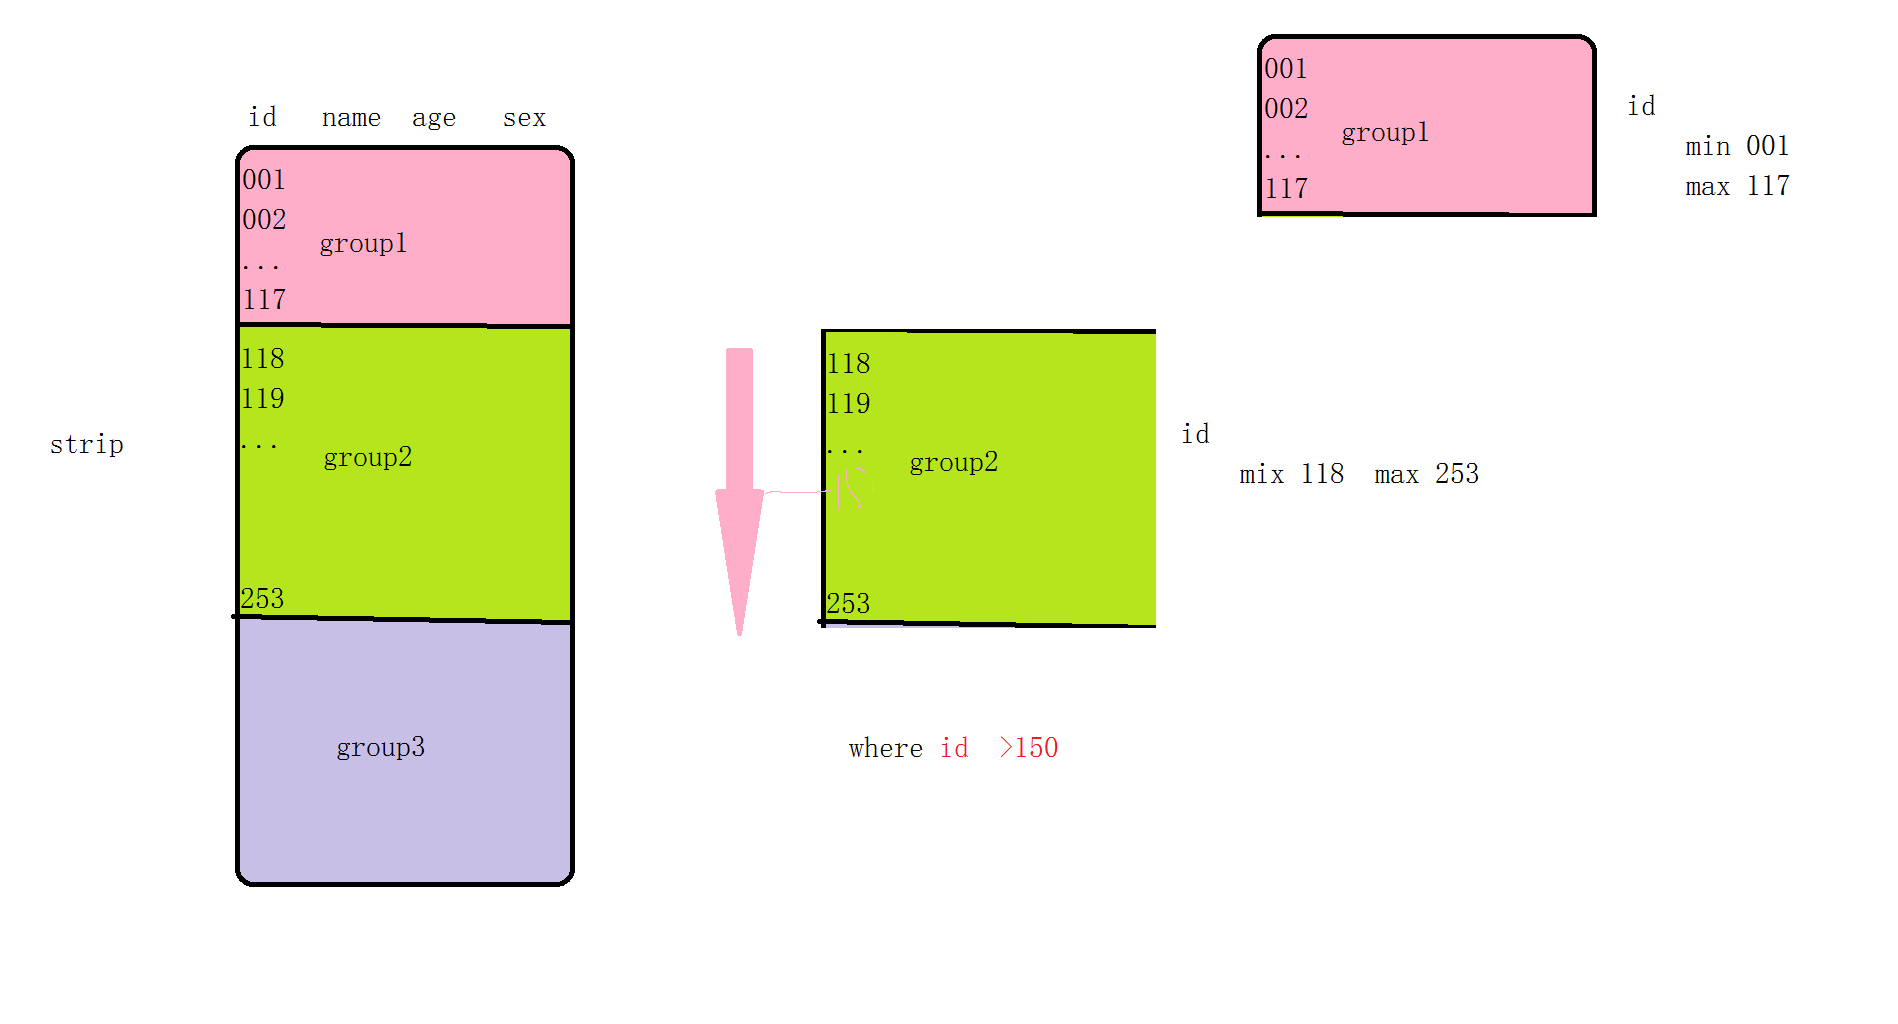 id name age sex
001
002
group1
...
117
118
119
...
group2
253
strip
group3
001
002
group1
...
117
id
min 001
max 117
118
119
...
group2
253
id
mix 118 max 253
where id >150